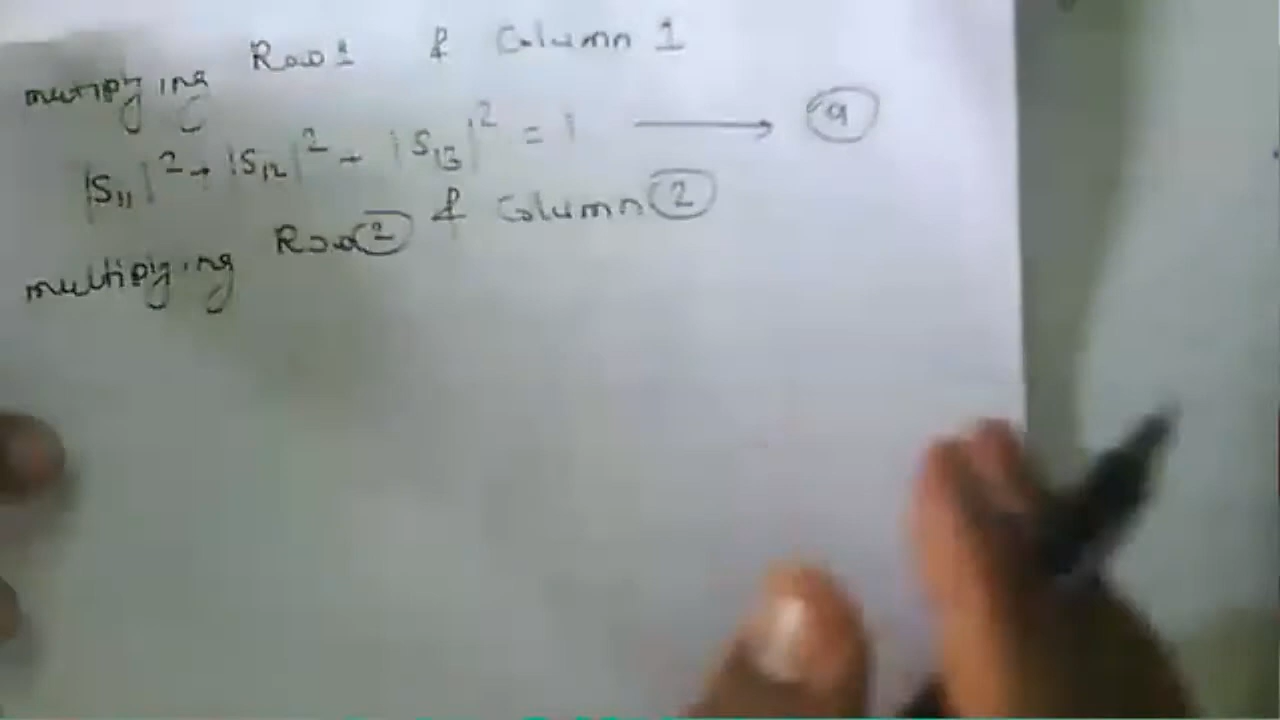 multiplying Row 1 & Column 1
|S11|² + |S12|² + |S13|² = 1 → 9
multiplying Row 2 & Column 2